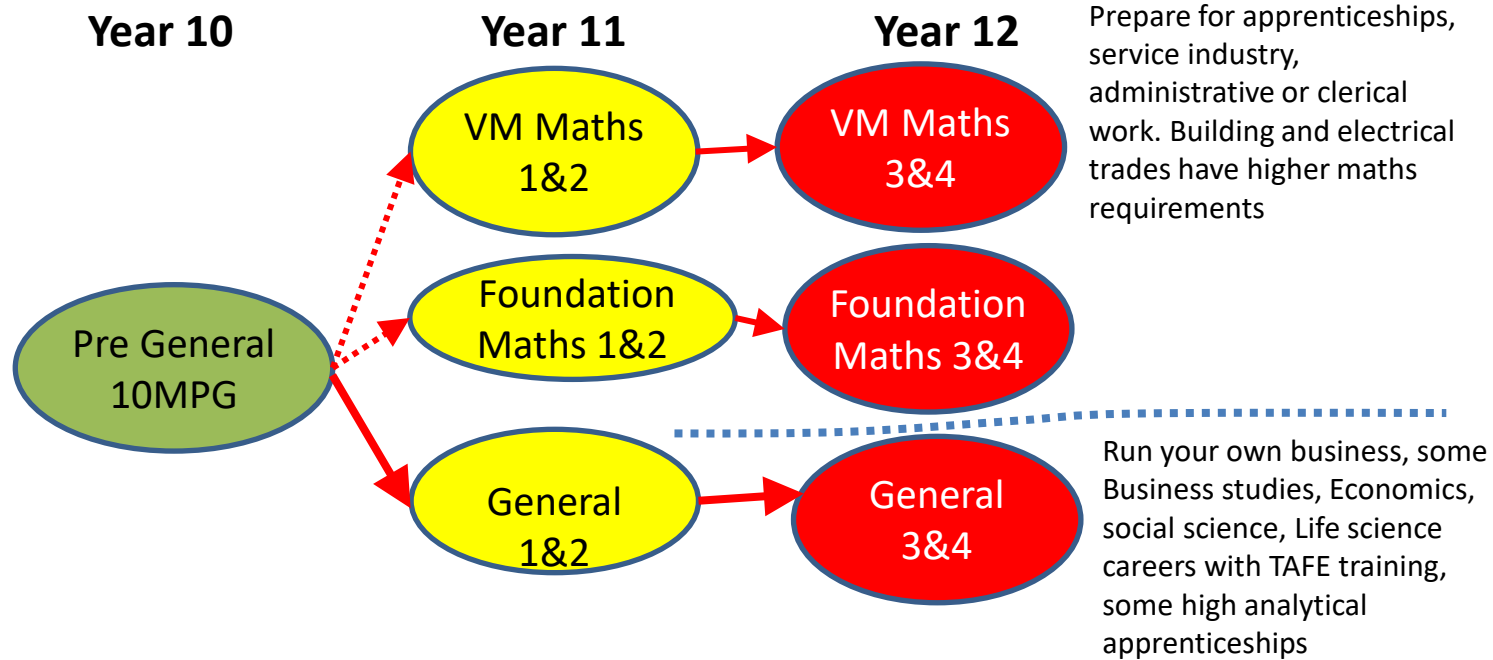 Year 10
Year 11
Year 12
Prepare for apprenticeships,
service industry,
administrative or clerical
work. Building and electrical
trades have higher maths
requirements
VM Maths
1&2
VM Maths
3&4
Foundation
Maths 1&2
Foundation
Maths 3&4
Pre General
10MPG
General
1&2
General
3&4
Run your own business, some
Business studies, Economics,
social science, Life science
careers with TAFE training,
some high analytical
apprenticeships